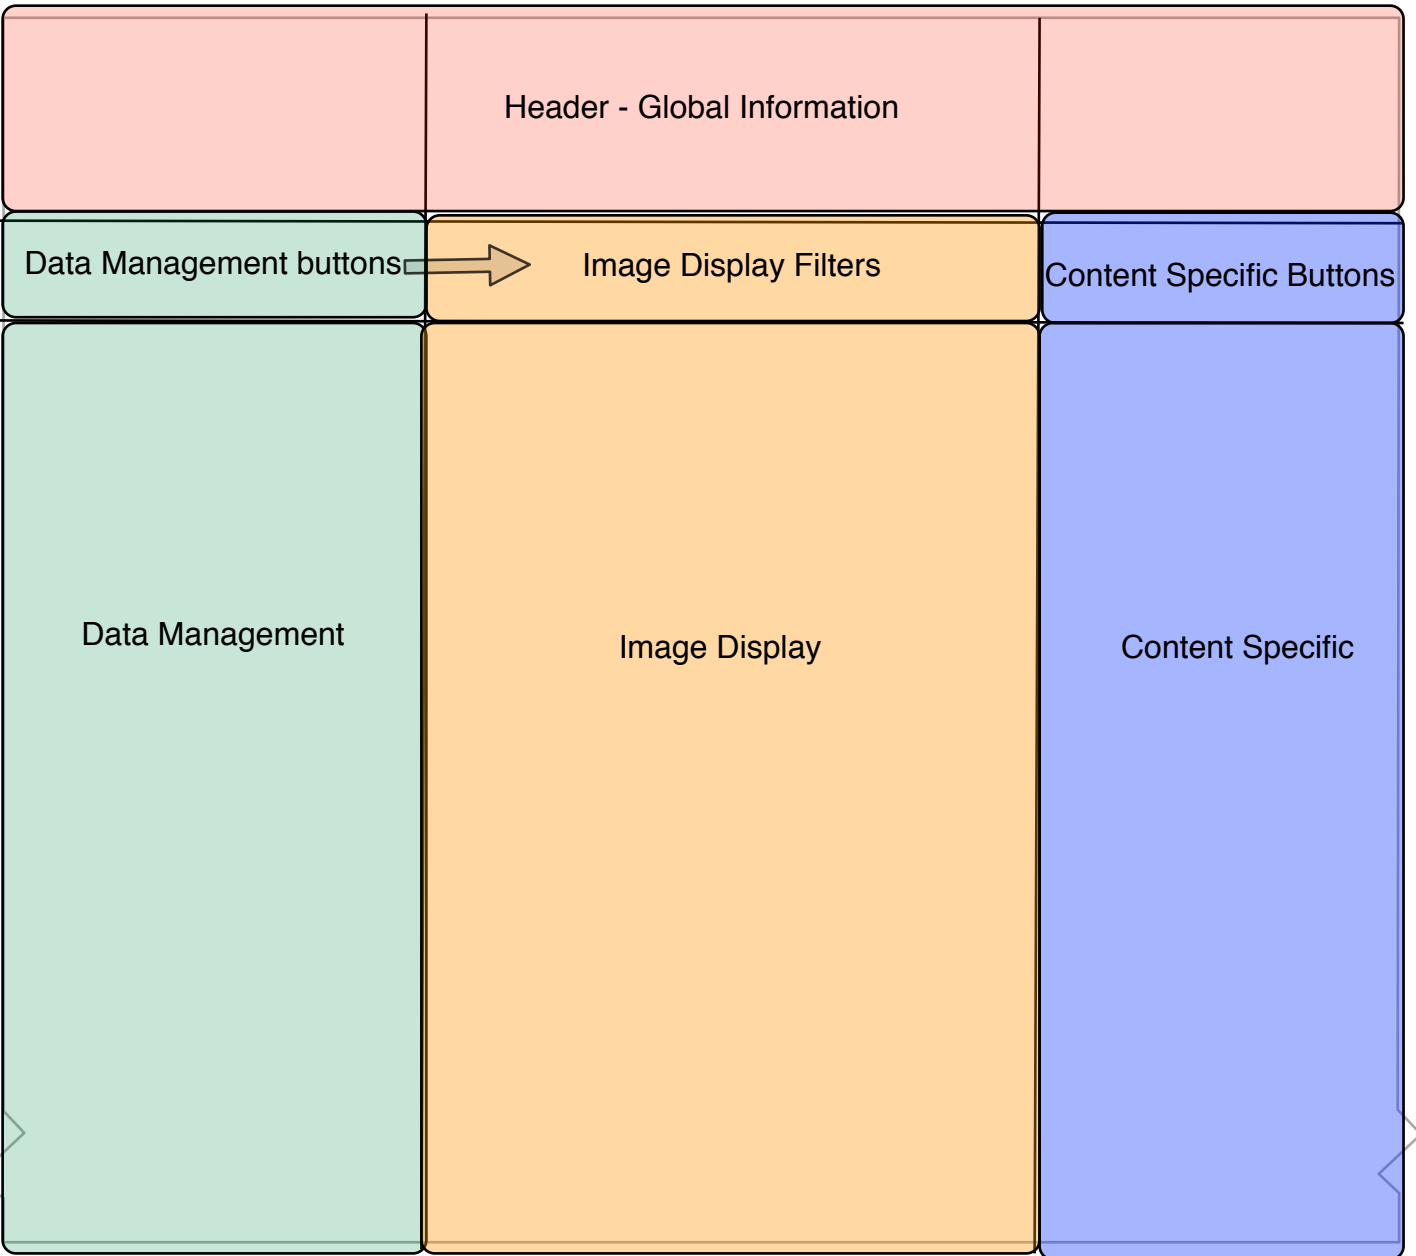 Header - Global Information
Data Management buttons
Image Display Filters
Content Specific Buttons
Data Management
Image Display
Content Specific